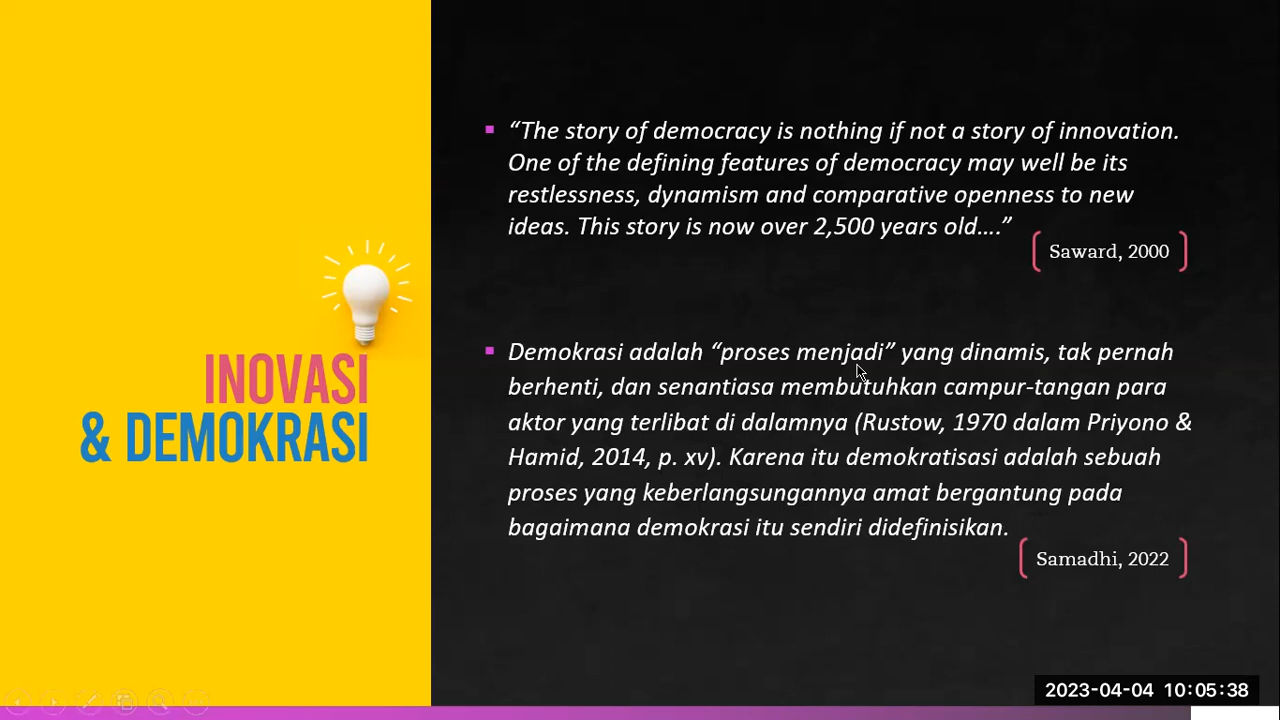 INOVASI
& DEMOKRASI
“The story of democracy is nothing if not a story of innovation.
One of the defining features of democracy may well be its
restlessness, dynamism and comparative openness to new
ideas. This story is now over 2,500 years old....”
Saward, 2000
Demokrasi adalah “proses menjadi” yang dinamis, tak pernah
berhenti, dan senantiasa membutuhkan campur-tangan para
aktor yang terlibat di dalamnya (Rustow, 1970 dalam Priyono &
Hamid, 2014, p. xv). Karena itu demokratisasi adalah sebuah
proses yang keberlangsungannya amat bergantung pada
bagaimana demokrasi itu sendiri didefinisikan.
Samadhi, 2022
2023-04-04 10:05:38